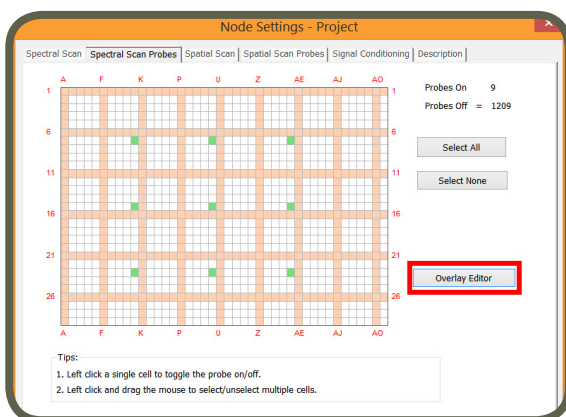 Node Settings - Project
Spectral Scan Spectral Scan Probes Spatial Scan Spatial Scan Probes Signal Conditioning Description
A F K P U Z AE AJ AO
1 1
6 6
11 11
16 16
21 21
26 26
A F K P U Z AE AJ AO
Probes On 9
Probes Off = 1209
Select All
Select None
Overlay Editor
Tips:
1. Left click a single cell to toggle the probe on/off.
2. Left click and drag the mouse to select/unselect multiple cells.